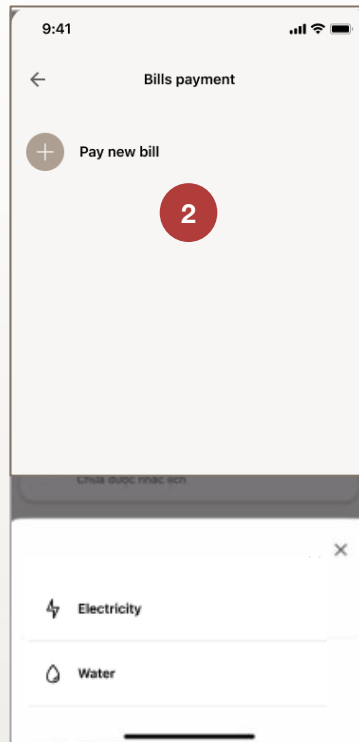 9:41
Bills payment
Pay new bill
2
Chưa được nhắc lịch
Electricity
Water